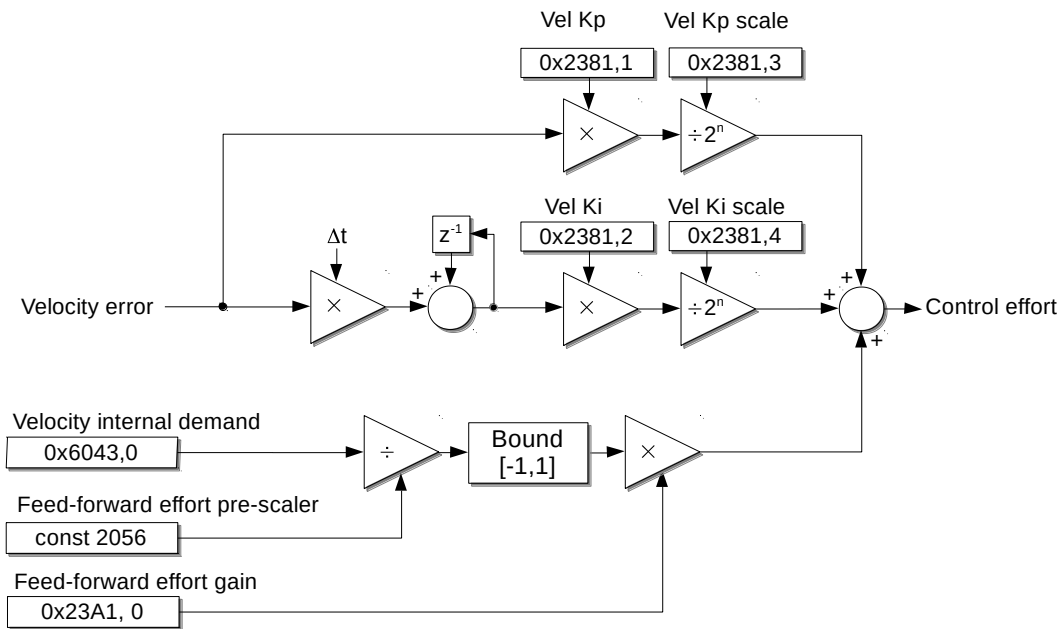 Vel Kp
Vel Kp scale
0x2381,1
0x2381,3
×
÷2ⁿ
Vel Ki
Vel Ki scale
z⁻¹
0x2381,2
0x2381,4
Δt
+
+
+
+
Velocity error
×
×
÷2ⁿ
Control effort
+
Velocity internal demand
0x6043,0
÷
Bound
[-1,1]
×
Feed-forward effort pre-scaler
const 2056
Feed-forward effort gain
0x23A1, 0